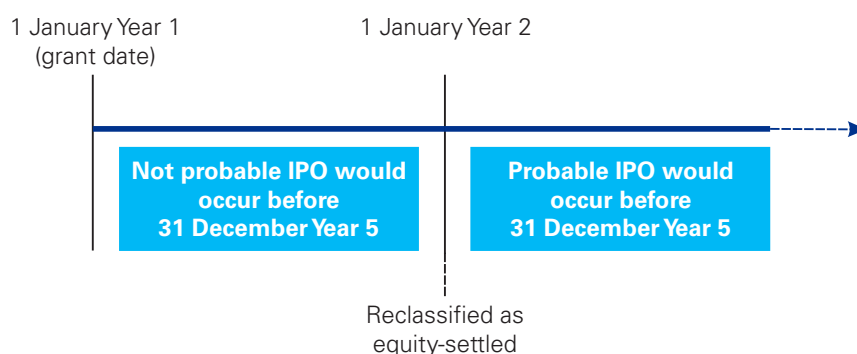 1 January Year 1
(grant date)
1 January Year 2
Not probable IPO would
occur before
31 December Year 5
Probable IPO would
occur before
31 December Year 5
Reclassified as
equity-settled